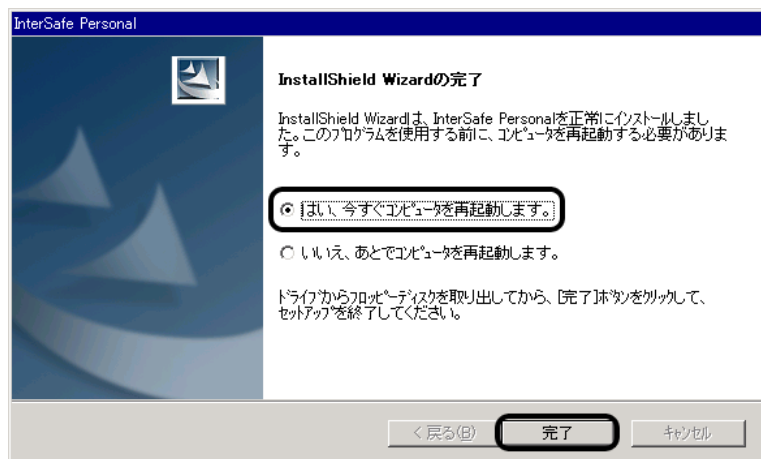 InterSafe Personal
InstallShield Wizardの完了
InstallShield Wizardは、InterSafe Personalを正常にインストールしまし
た。このプログラムを使用する前に、コンピュータを再起動する必要がありま
す。
はい、今すぐコンピュータを再起動します。
いいえ、あとでコンピュータを再起動します。
ドライブからフロッピーディスクを取り出してから、[完了]ボタンをクリックして、
セットアップを終了してください。
< 戻る(B)
完了
キャンセル